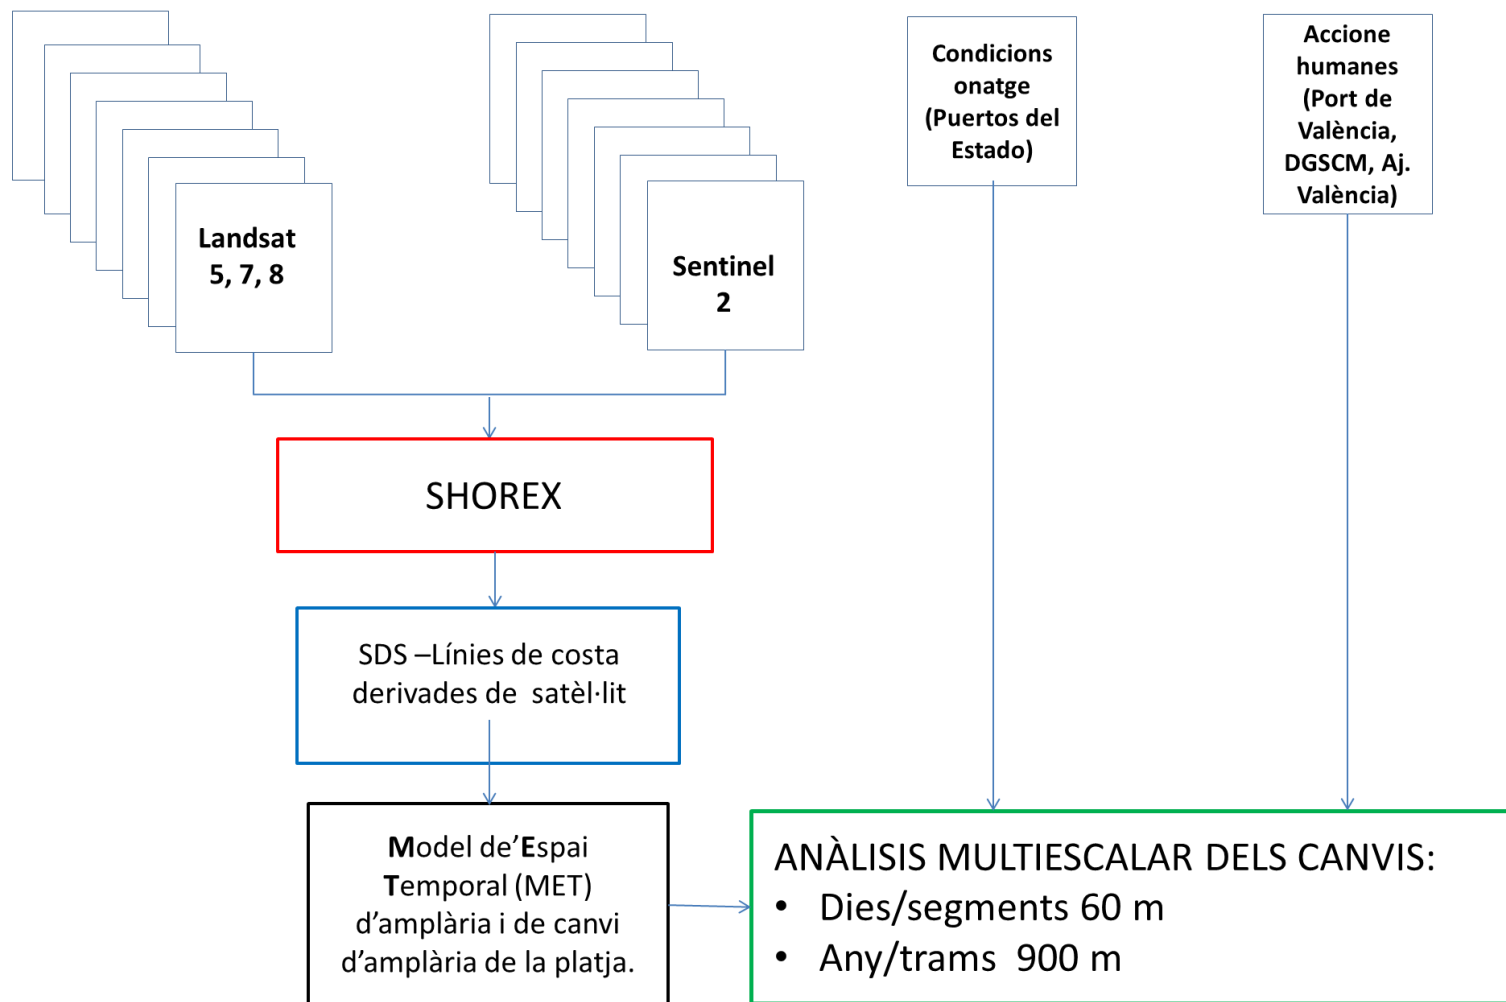 Landsat
5, 7, 8
Sentinel
2
Condicions
onatge
(Puertos del
Estado)
Accione
humanes
(Port de
València,
DGSCM, Aj.
València)
SHOREX
SDS –Línies de costa
derivades de satèl·lit
Model de’Espai
Temporal (MET)
d’amplària i de canvi
d’amplària de la platja.
ANÀLISIS MULTIESCALAR DELS CANVIS:
• Dies/segments 60 m
• Any/trams 900 m